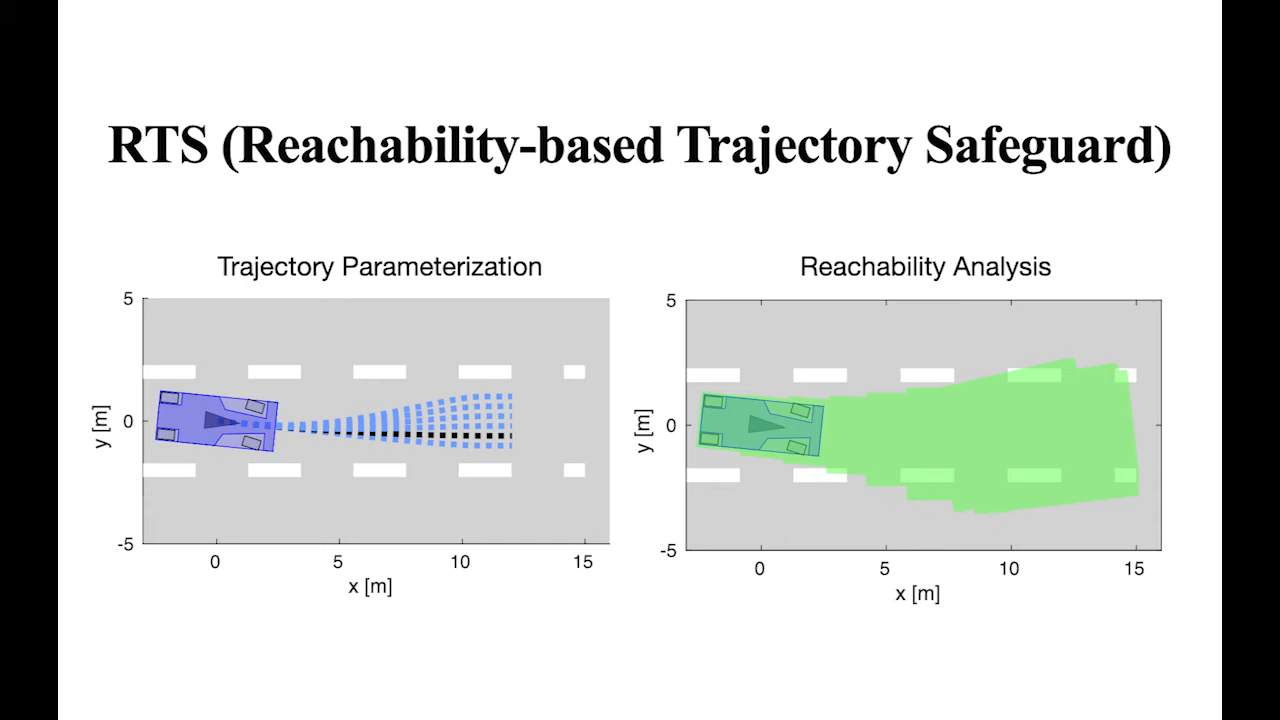 RTS (Reachability-based Trajectory Safeguard)
Trajectory Parameterization
5
0
-5
y [m]
0 5 10 15
x [m]
Reachability Analysis
5
0
-5
y [m]
0 5 10 15
x [m]